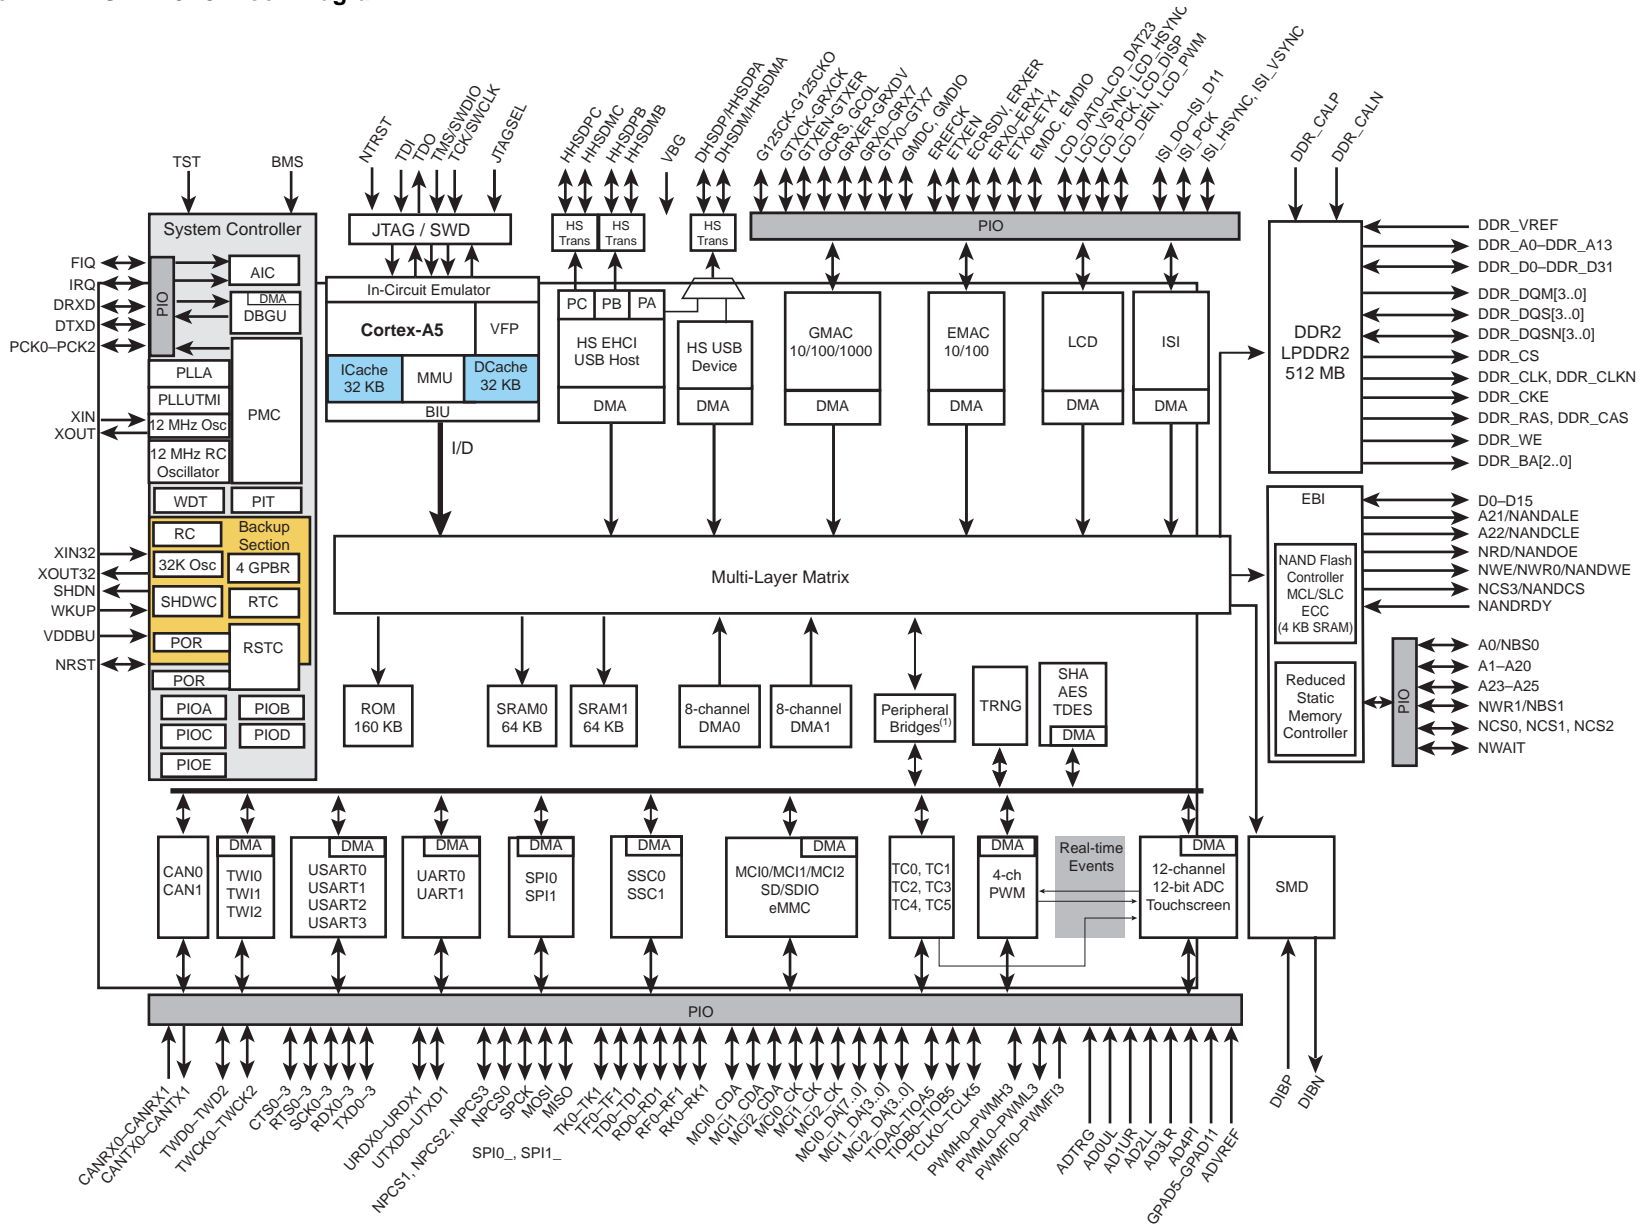 NTRST
TDI
TDO
TMS/SWDIO
TCK/SWCLK
JTAGSEL
HHSDPC
HHSDMC
HHSDPB
HHSDMB
VBG
DHSDP/HHSDPA
DHSDM/HHSDMA
G125CK-G125CKO
GTXCK-GRXCK
GTXEN-GTXER
GCRS, GCOL
GRXER-GRXDV
GRX0-GRX7
GTX0-GTX7
GMDC, GMDIO
EREFCK
ETXEN
ECRSDV, ERXER
ERX0-ERX1
ETX0-ETX1
EMDC, EMDIO
LCD_DAT0-LCD_DAT23
LCD_VSYNC, LCD_HSYNC
LCD_PCK, LCD_DISP
LCD_DEN, LCD_PWM
ISI_DO-ISI_D11
ISI_PCK
ISI_HSYNC, ISI_VSYNC
DDR_CALP
DDR_CALN
TST
BMS
System Controller
FIQ
IRQ
DRXD
DTXD
PCK0–PCK2
XIN
XOUT
XIN32
XOUT32
SHDN
WKUP
VDDBU
NRST
PIO
AIC
DMA
DBGU
PLLA
PLLUTMI
12 MHz Osc
12 MHz RC
Oscillator
PMC
WDT
PIT
Backup
Section
RC
32K Osc
4 GPBR
SHDWC
RTC
POR
RSTC
POR
PIOA
PIOB
PIOC
PIOD
PIOE
JTAG / SWD
In-Circuit Emulator
Cortex-A5
VFP
ICache
32 KB
MMU
DCache
32 KB
BIU
I/D
HS
Trans
HS
Trans
HS
Trans
PC
PB
PA
HS EHCI
USB Host
DMA
HS USB
Device
DMA
PIO
GMAC
10/100/1000
DMA
EMAC
10/100
DMA
LCD
DMA
ISI
DMA
DDR2
LPDDR2
512 MB
DDR_VREF
DDR_A0–DDR_A13
DDR_D0–DDR_D31
DDR_DQM[3..0]
DDR_DQS[3..0]
DDR_DQSN[3..0]
DDR_CS
DDR_CLK, DDR_CLKN
DDR_CKE
DDR_RAS, DDR_CAS
DDR_WE
DDR_BA[2..0]
EBI
NAND Flash
Controller
MCL/SLC
ECC
(4 KB SRAM)
Reduced
Static
Memory
Controller
PIO
D0–D15
A21/NANDALE
A22/NANDCLE
NRD/NANDOE
NWE/NWR0/NANDWE
NCS3/NANDCS
NANDRDY
A0/NBS0
A1–A20
A23–A25
NWR1/NBS1
NCS0, NCS1, NCS2
NWAIT
Multi-Layer Matrix
ROM
160 KB
SRAM0
64 KB
SRAM1
64 KB
8-channel
DMA0
8-channel
DMA1
Peripheral
Bridges(1)
TRNG
SHA
AES
TDES
DMA
CAN0
CAN1
DMA
TWI0
TWI1
TWI2
DMA
USART0
USART1
USART2
USART3
DMA
UART0
UART1
DMA
SPI0
SPI1
DMA
SSC0
SSC1
DMA
MCI0/MCI1/MCI2
SD/SDIO
eMMC
TC0, TC1
TC2, TC3
TC4, TC5
DMA
4-ch
PWM
Real-time
Events
DMA
12-channel
12-bit ADC
Touchscreen
SMD
PIO
CANRX0–CANRX1
CANTX0–CANTX1
TWD0–TWD2
TWCK0–TWCK2
CTS0–3
RTS0–3
SCK0–3
RDX0–3
TXD0–3
URDX0–URDX1
UTXD0–UTXD1
NPCS1, NPCS2, NPCS3
NPCS0
SPCK
MOSI
MISO
SPI0_, SPI1_
TK0–TK1
TF0–TF1
TD0–TD1
RD0–RD1
RF0–RF1
RK0–RK1
MCI0_CDA
MCI1_CDA
MCI2_CDA
MCI0_CK
MCI1_CK
MCI2_CK
MCI0_DA[7..0]
MCI1_DA[3..0]
MCI2_DA[3..0]
TIOA0–TIOA5
TIOB0–TIOB5
TCLK0–TCLK5
PWMH0–PWMH3
PWML0–PWML3
PWMFI0–PWMFI3
ADTRG
AD0UL
AD1UR
AD2LL
AD3LR
AD4PI
GPAD5–GPAD11
ADVREF
DIBP
DIBN